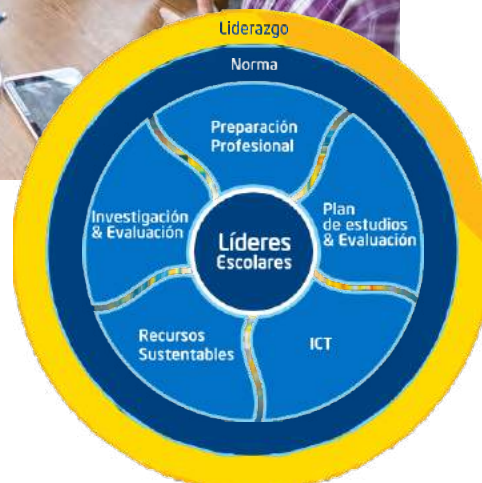 Liderazgo
Norma
Preparación
Profesional
Investigación
& Evaluación
Plan
de estudios
& Evaluación
Líderes
Escolares
Recursos
Sustentables
ICT